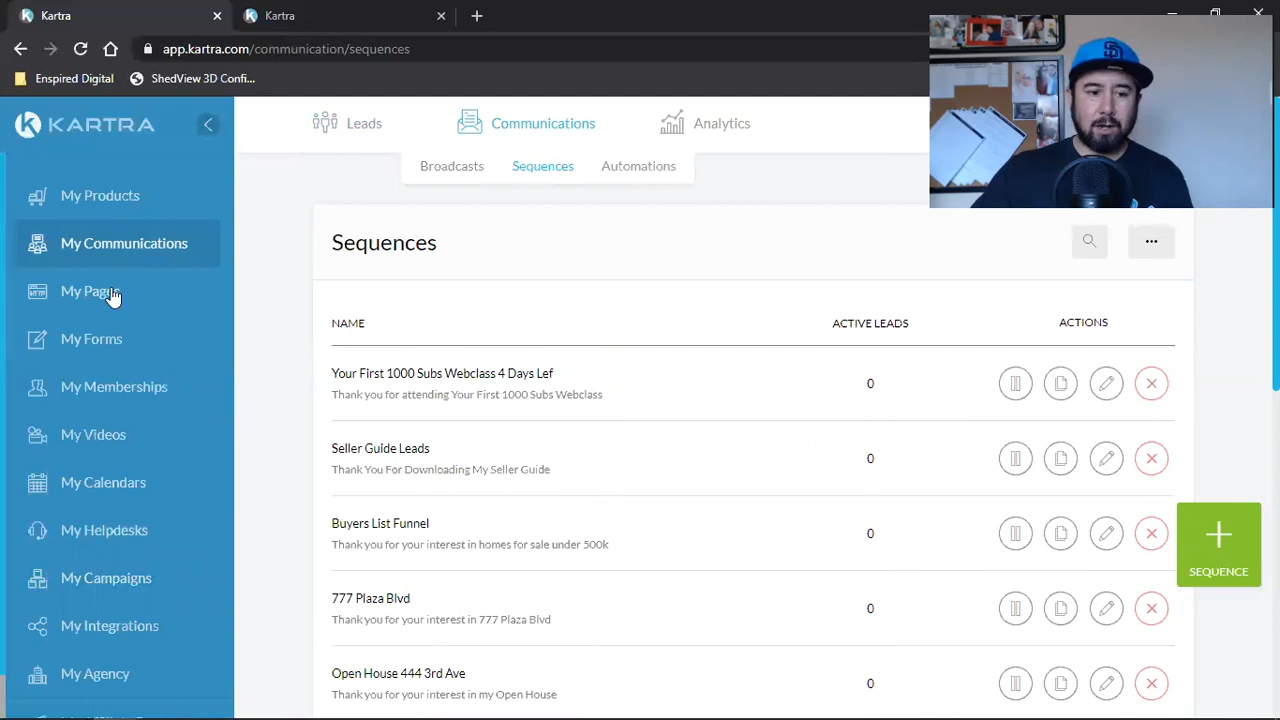 Kartra
Kartra
app.kartra.com/communication/sequences
Enspired Digital
ShedView 3D Confi...
KARTRA
Leads
Communications
Analytics
Broadcasts
Sequences
Automations
My Products
My Communications
My Pages
My Forms
My Memberships
My Videos
My Calendars
My Helpdesks
My Campaigns
My Integrations
My Agency
Sequences
NAME
ACTIVE LEADS
ACTIONS
Your First 1000 Subs Webclass 4 Days Lef
0
Thank you for attending Your First 1000 Subs Webclass
Seller Guide Leads
0
Thank You For Downloading My Seller Guide
Buyers List Funnel
0
Thank you for your interest in homes for sale under 500k
777 Plaza Blvd
0
Thank you for your interest in 777 Plaza Blvd
Open House 444 3rd Ave
0
Thank you for your interest in my Open House
SEQUENCE